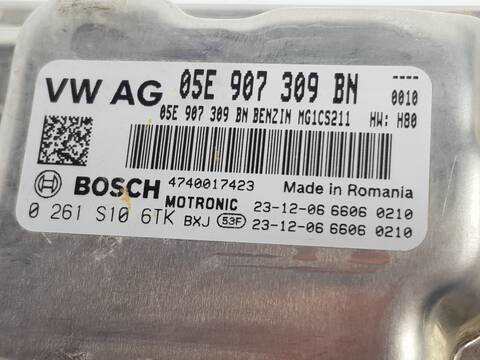 VW AG 05E 907 309 BN ----
0010
05E 907 309 BN BENZIN MG1CS211 HW: H80
BOSCH 4740017423 Made in Romania
MOTRONIC 23-12-06 6606 0210
0 261 S10 6TK BXJ 53F 23-12-06 6606 0210